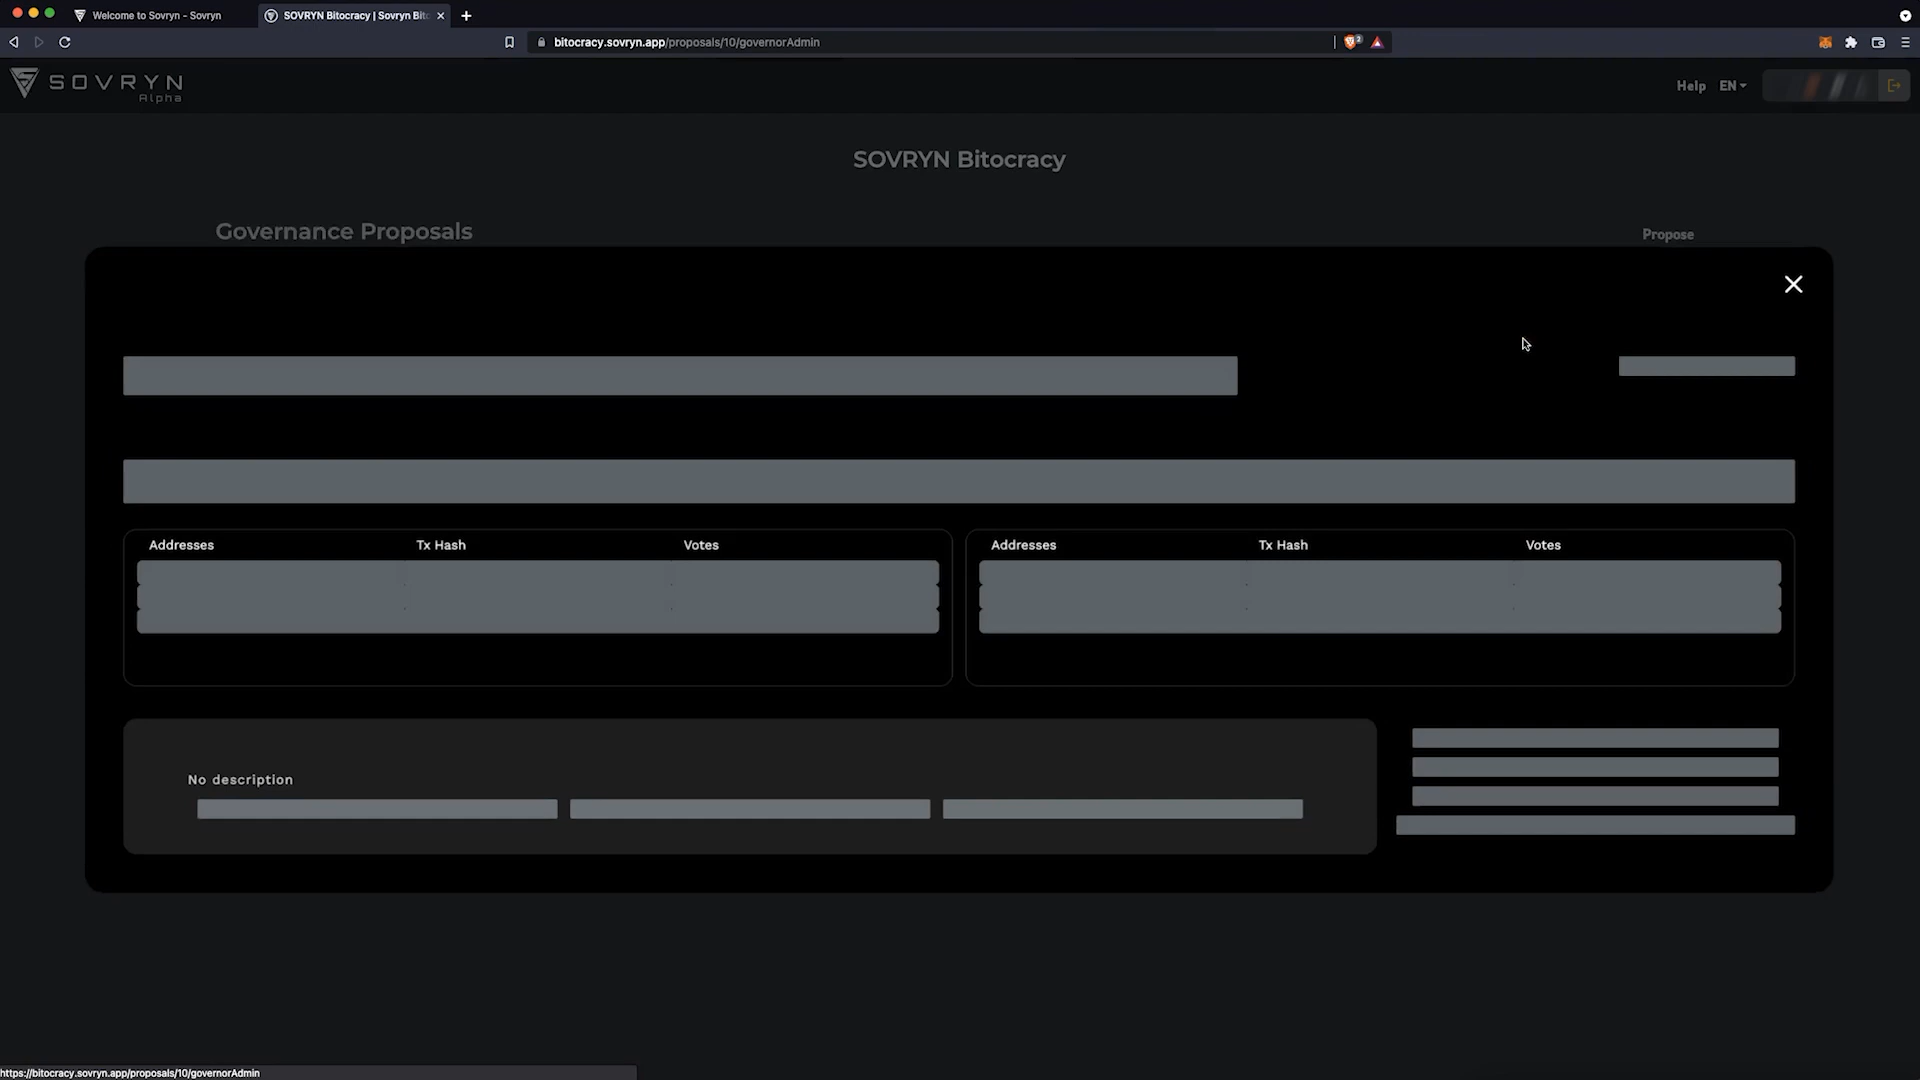 Welcome to Sovryn - Sovryn
SOVRYN Bitocracy | Sovryn Bit
bitocracy.sovryn.app/proposals/10/governorAdmin
2
SOVRYN
Alpha
Help EN
SOVRYN Bitocracy
Governance Proposals
Propose
Addresses Tx Hash Votes
Addresses Tx Hash Votes
No description
https://bitocracy.sovryn.app/proposals/10/governorAdmin